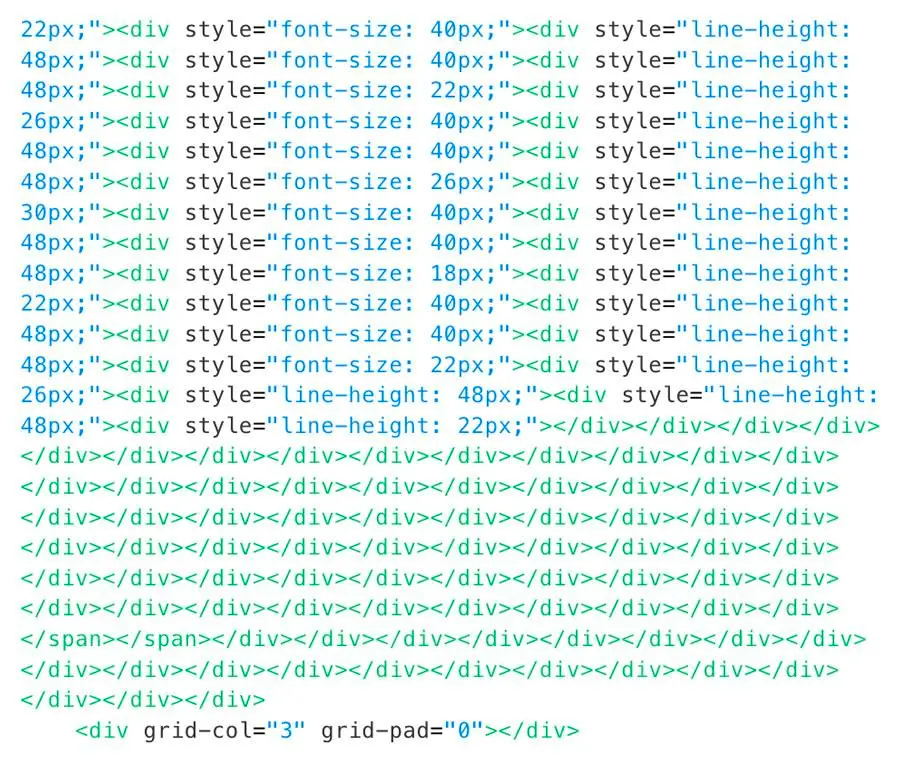 22px;"><div style="font-size: 40px;"><div style="line-height:
48px;"><div style="font-size: 40px;"><div style="line-height:
48px;"><div style="font-size: 22px;"><div style="line-height:
26px;"><div style="font-size: 40px;"><div style="line-height:
48px;"><div style="font-size: 40px;"><div style="line-height:
48px;"><div style="font-size: 26px;"><div style="line-height:
30px;"><div style="font-size: 40px;"><div style="line-height:
48px;"><div style="font-size: 40px;"><div style="line-height:
48px;"><div style="font-size: 18px;"><div style="line-height:
22px;"><div style="font-size: 40px;"><div style="line-height:
48px;"><div style="font-size: 40px;"><div style="line-height:
48px;"><div style="font-size: 22px;"><div style="line-height:
26px;"><div style="line-height: 48px;"><div style="line-height:
48px;"><div style="line-height: 22px;"></div></div></div></div>
</div></div></div></div></div></div></div></div></div></div>
</div></div></div></div></div></div></div></div></div></div>
</div></div></div></div></div></div></div></div></div></div>
</div></div></div></div></div></div></div></div></div></div>
</div></div></div></div></div></div></div></div></div></div>
</div></div></div></div></div></div></div></div></div></div>
</span></span></div></div></div></div></div></div></div></div>
</div></div></div></div></div></div></div></div></div></div>
</div></div></div>
    <div grid-col="3" grid-pad="0"></div>